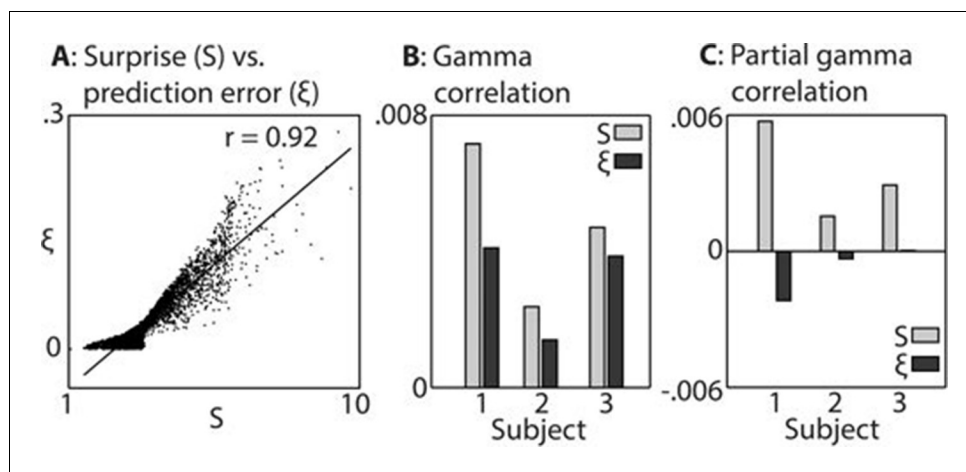 A: Surprise (S) vs.
prediction error (ξ)
.3
r = 0.92
ξ
0
1
10
S
B: Gamma
correlation
.008
S
ξ
0
1 2 3
Subject
C: Partial gamma
correlation
.006
0
S
ξ
-.006
1 2 3
Subject